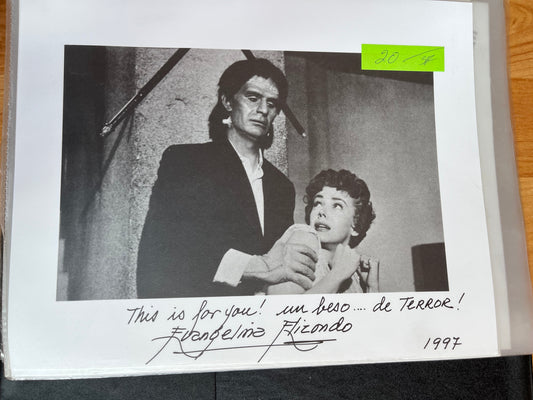 20/
This is for you! un beso.... de TERROR!
Evangelina Elizondo
1997